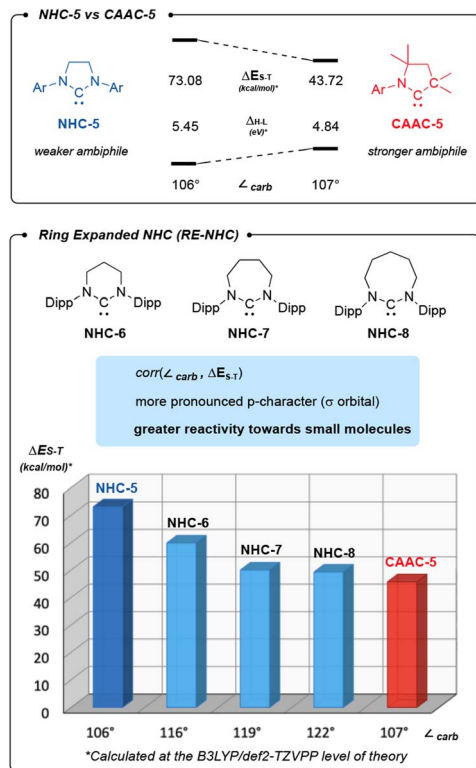 NHC-5 vs CAAC-5
Ar N N Ar
C
NHC-5
weaker ambiphile
73.08 ΔE_S-T 43.72
(kcal/mol)*
5.45 Δ_H-L 4.84
(eV)*
106° ∠carb 107°
Ar N C
CAAC-5
stronger ambiphile
Ring Expanded NHC (RE-NHC)
Dipp N C N Dipp
NHC-6
Dipp N C N Dipp
NHC-7
Dipp N C N Dipp
NHC-8
corr(∠carb , ΔE_S-T)
more pronounced p-character (σ orbital)
greater reactivity towards small molecules
ΔE_S-T
(kcal/mol)*
80
70
60
50
40
30
20
10
0
NHC-5
NHC-6
NHC-7
NHC-8
CAAC-5
106° 116° 119° 122° 107° ∠carb
*Calculated at the B3LYP/def2-TZVPP level of theory